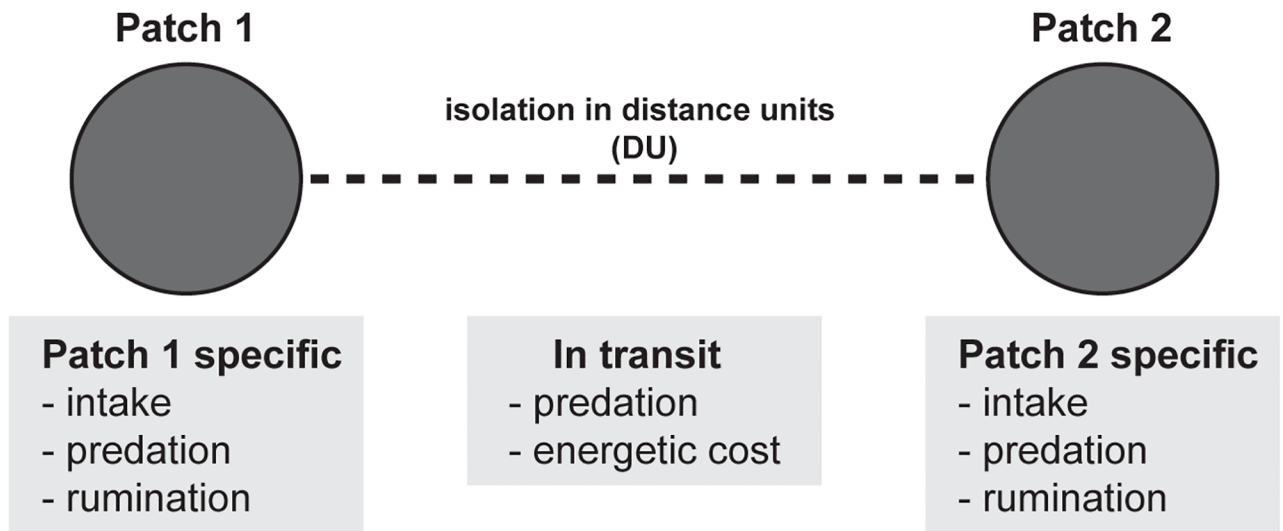 Patch 1
Patch 2
isolation in distance units
(DU)
Patch 1 specific
- intake
- predation
- rumination
In transit
- predation
- energetic cost
Patch 2 specific
- intake
- predation
- rumination